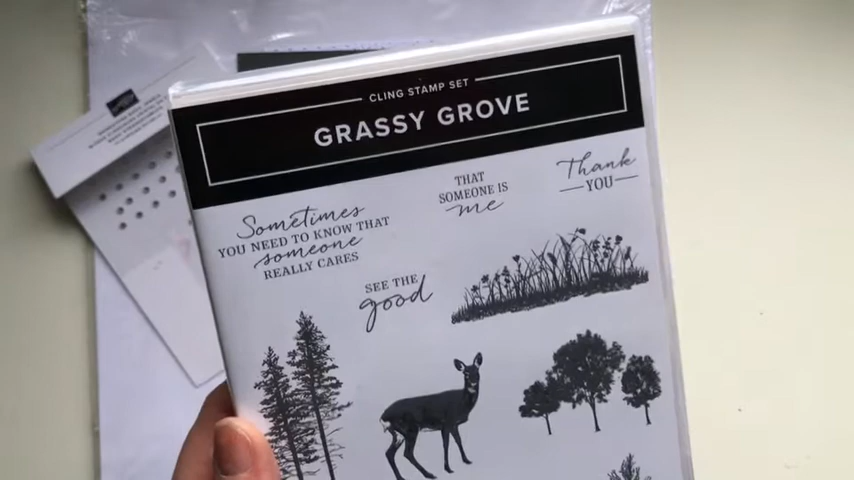 CLING STAMP SET
GRASSY GROVE
Sometimes
YOU NEED TO KNOW THAT
someone
REALLY CARES
THAT
SOMEONE IS
me
Thank
YOU
SEE THE
good